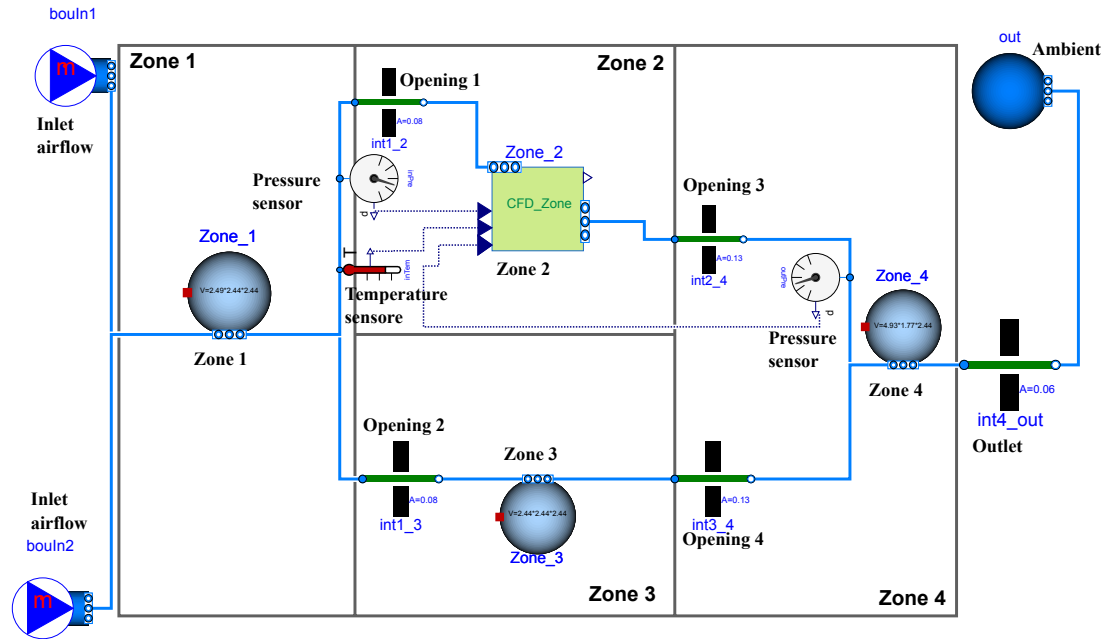 bouIn1
m
Inlet
airflow
Zone 1
Zone 2
out
Ambient
Opening 1
A=0.08
int1_2
Pressure
sensor
inPre
p
Zone_2
CFD_Zone
Zone 2
Opening 3
A=0.13
int2_4
Zone_1
V=2.49*2.44*2.44
Zone 1
T
inTem
Temperature
sensore
outPre
p
Pressure
sensor
Zone_4
V=4.93*1.77*2.44
Zone 4
A=0.06
int4_out
Outlet
Opening 2
A=0.08
int1_3
Zone 3
V=2.44*2.44*2.44
Zone_3
A=0.13
int3_4
Opening 4
Inlet
airflow
bouIn2
m
Zone 3
Zone 4